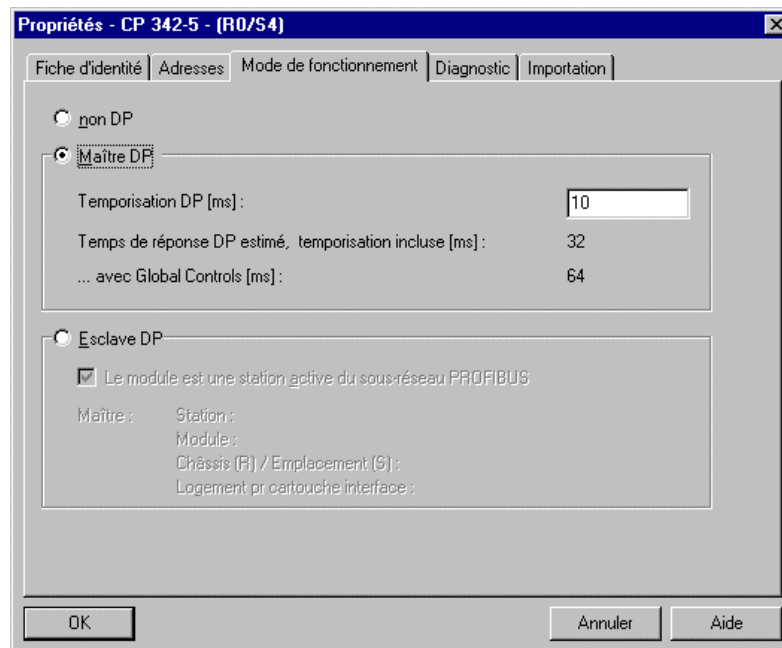 Propriétés - CP 342-5 - (R0/S4)
Fiche d'identité Adresses Mode de fonctionnement Diagnostic Importation
non DP
Maître DP
Temporisation DP [ms] : 10
Temps de réponse DP estimé, temporisation incluse [ms] : 32
... avec Global Controls [ms] : 64
Esclave DP
Le module est une station active du sous-réseau PROFIBUS
Maître : Station :
Module :
Châssis (R) / Emplacement (S) :
Logement pr cartouche interface :
OK Annuler Aide